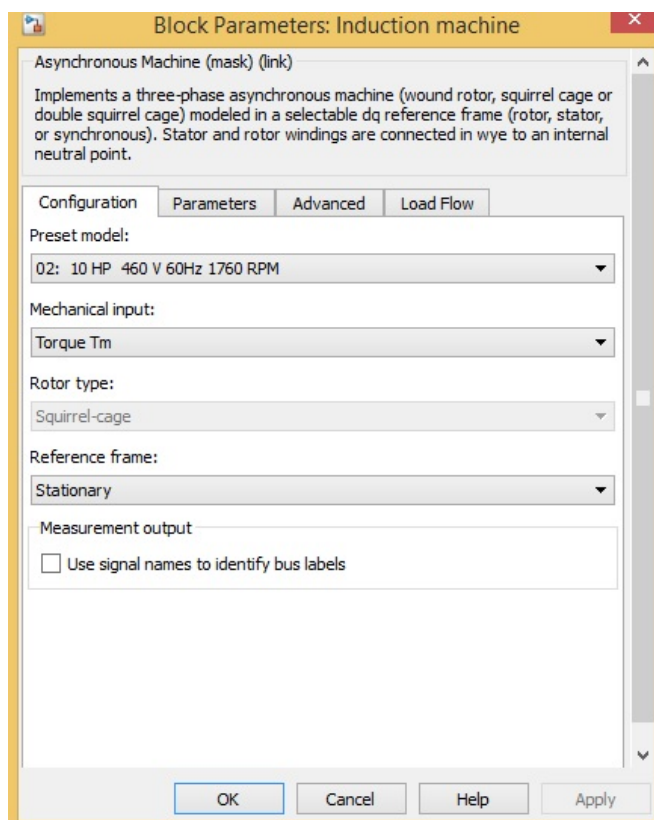 Block Parameters: Induction machine
Asynchronous Machine (mask) (link)
Implements a three-phase asynchronous machine (wound rotor, squirrel cage or
double squirrel cage) modeled in a selectable dq reference frame (rotor, stator,
or synchronous). Stator and rotor windings are connected in wye to an internal
neutral point.
Configuration Parameters Advanced Load Flow
Preset model:
02: 10 HP 460 V 60Hz 1760 RPM
Mechanical input:
Torque Tm
Rotor type:
Squirrel-cage
Reference frame:
Stationary
Measurement output
Use signal names to identify bus labels
OK Cancel Help Apply